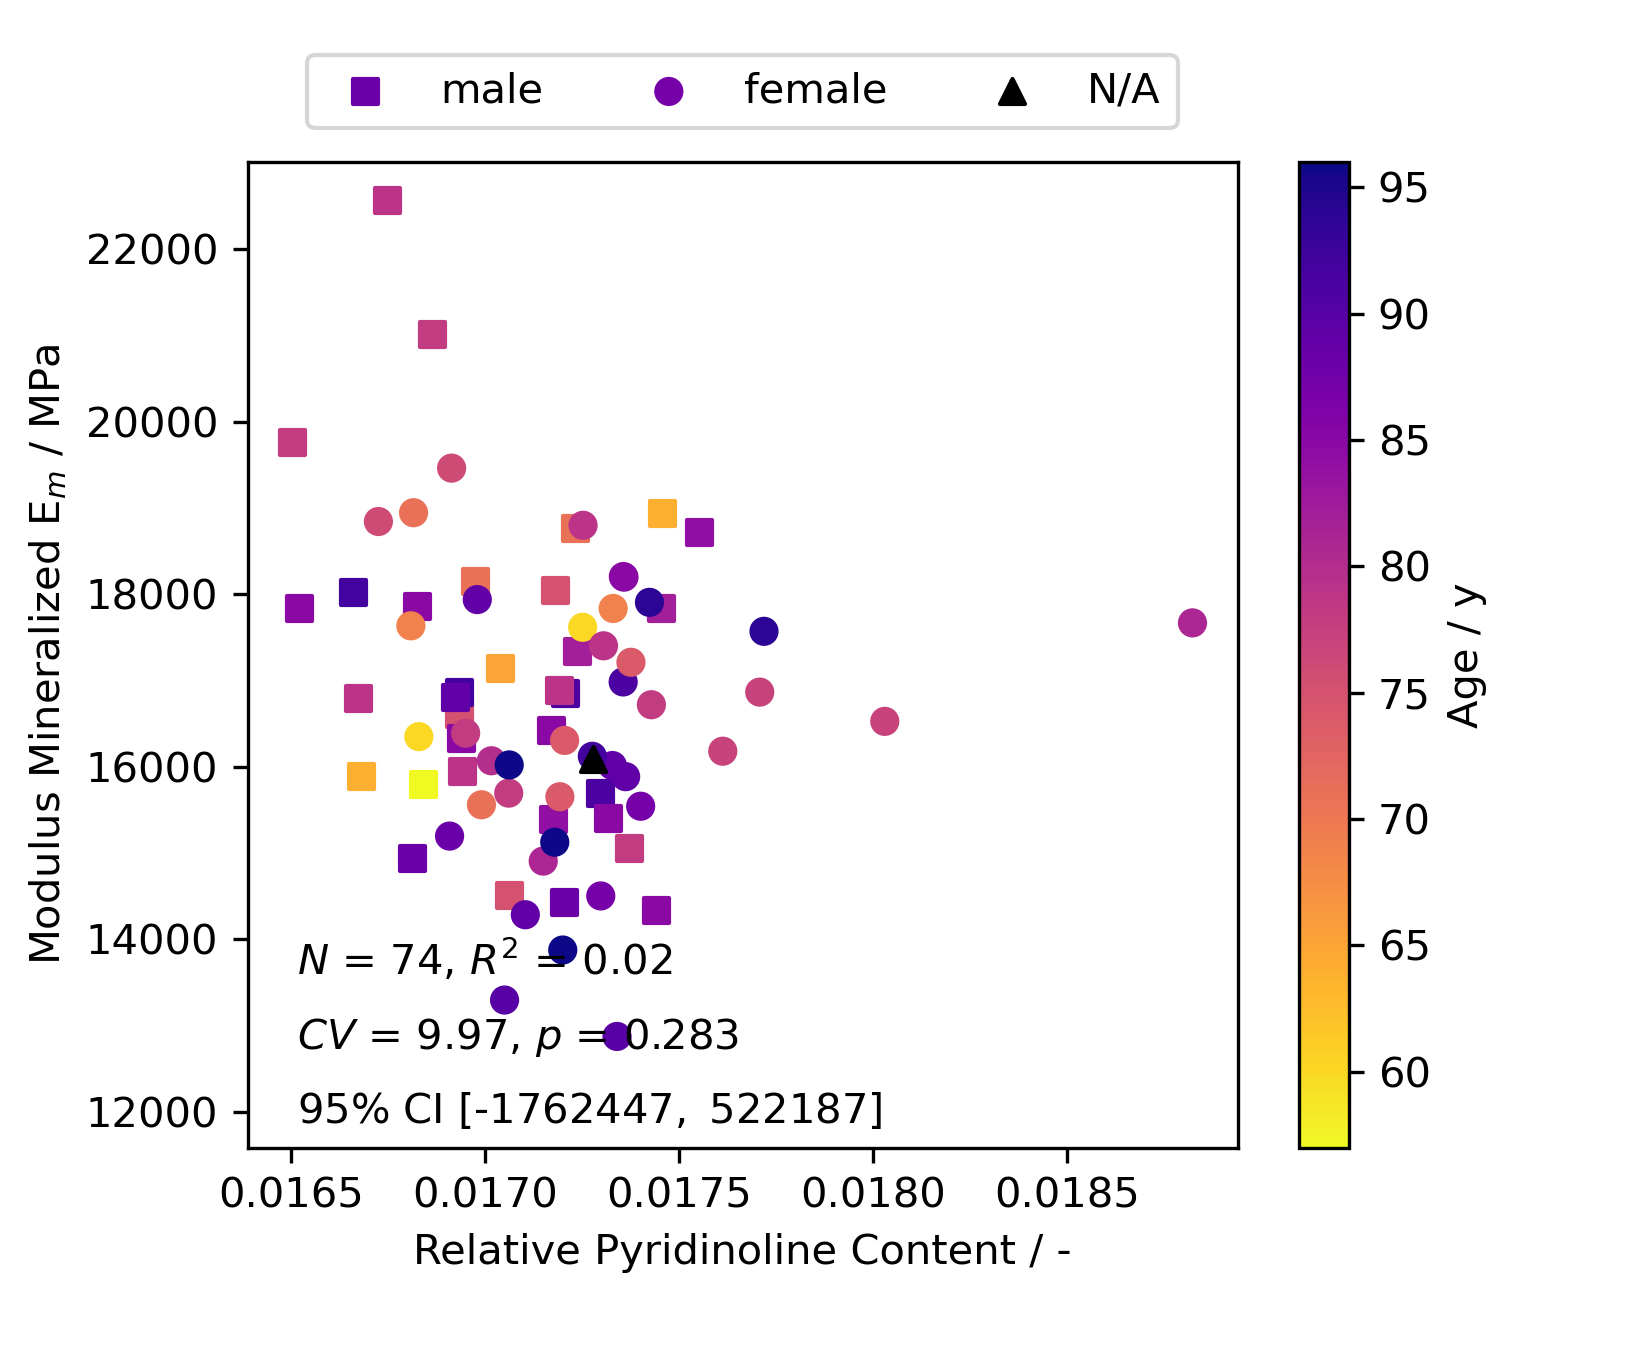 male female N/A
22000
20000
18000
16000
14000
12000
Modulus Mineralized Eₘ / MPa
N = 74, R² = 0.02
CV = 9.97, p = 0.283
95% CI [-1762447, 522187]
0.0165 0.0170 0.0175 0.0180 0.0185
Relative Pyridinoline Content / -
95
90
85
80
75
70
65
60
Age / y